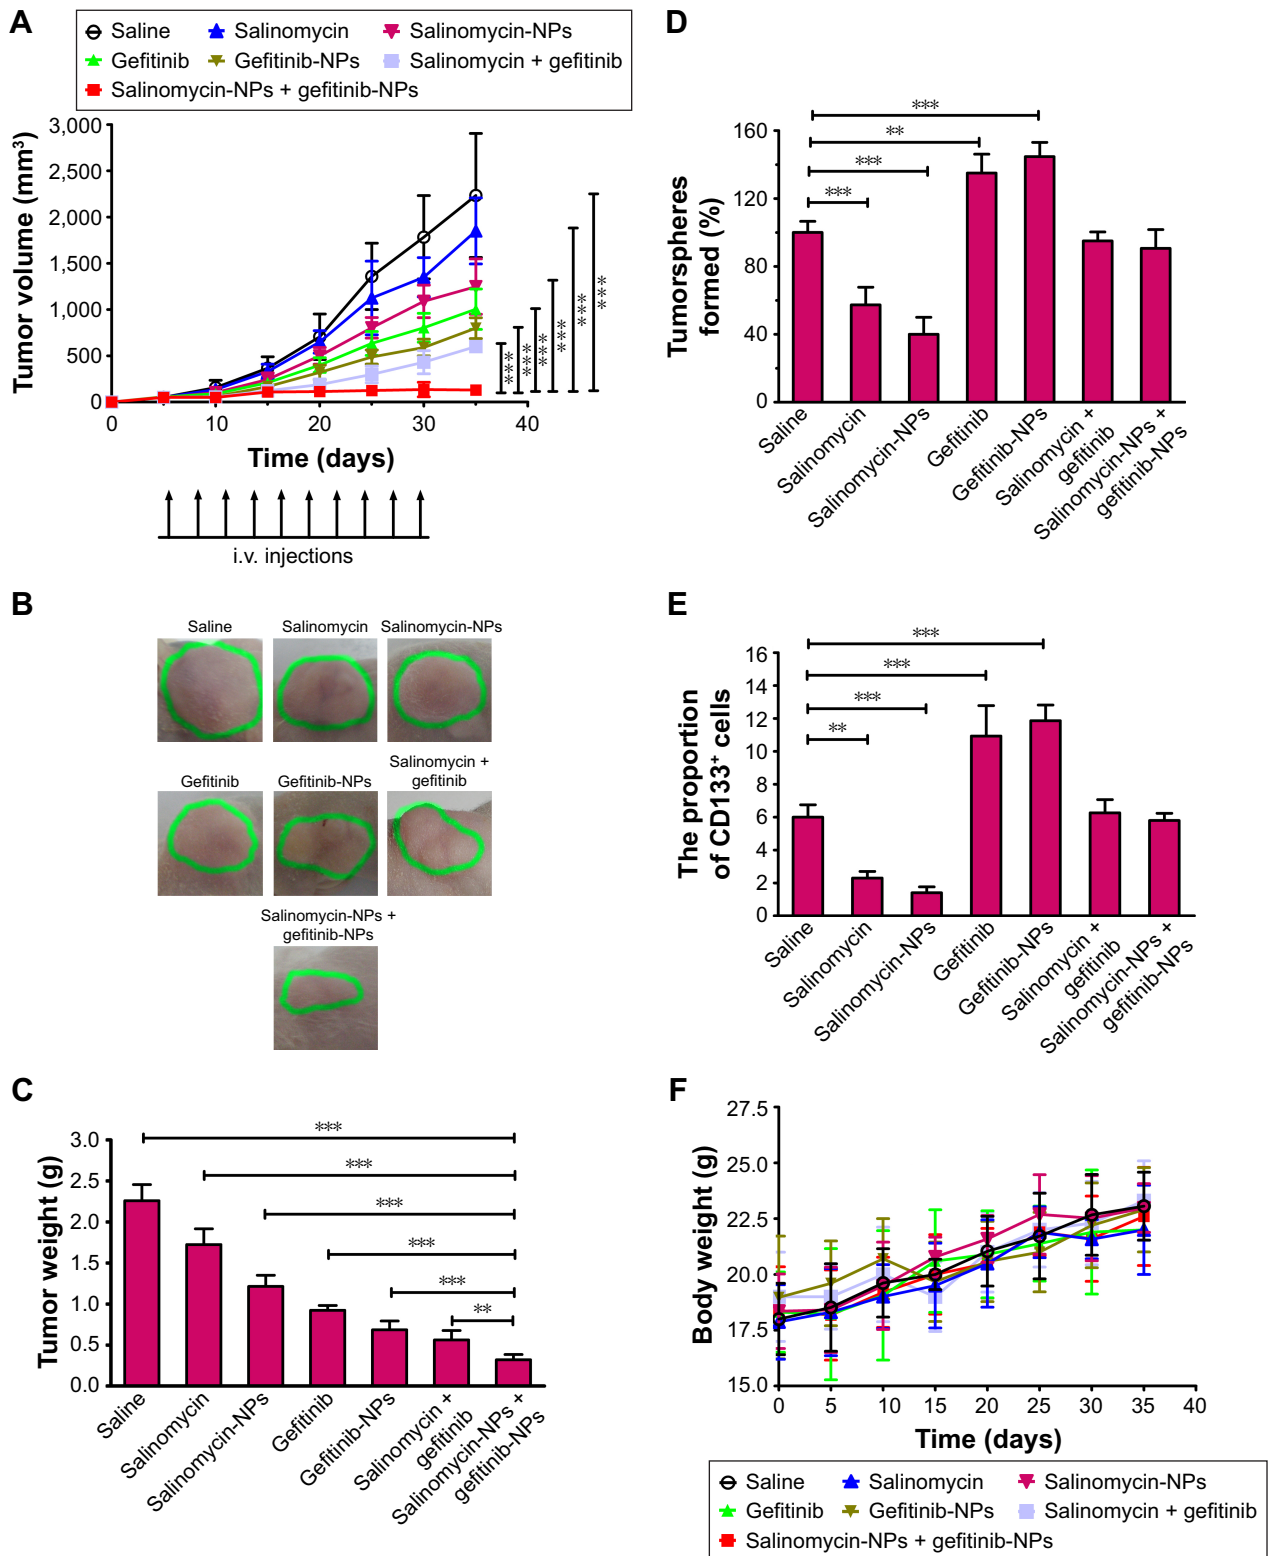 A
Saline Salinomycin Salinomycin-NPs
Gefitinib Gefitinib-NPs Salinomycin + gefitinib
Salinomycin-NPs + gefitinib-NPs
Tumor volume (mm³)
3,000
2,500
2,000
1,500
1,000
500
0
0 10 20 30 40
*** *** *** *** *** ***
Time (days)
i.v. injections
B
Saline Salinomycin Salinomycin-NPs
Gefitinib Gefitinib-NPs Salinomycin +
gefitinib
Salinomycin-NPs +
gefitinib-NPs
C
Tumor weight (g)
3.0
2.5
2.0
1.5
1.0
0.5
0.0
***
***
***
***
***
**
Saline
Salinomycin
Salinomycin-NPs
Gefitinib
Gefitinib-NPs
Salinomycin +
gefitinib
Salinomycin-NPs +
gefitinib-NPs
D
Tumorspheres
formed (%)
160
120
80
40
0
***
**
***
***
Saline
Salinomycin
Salinomycin-NPs
Gefitinib
Gefitinib-NPs
Salinomycin +
gefitinib
Salinomycin-NPs +
gefitinib-NPs
E
The proportion
of CD133⁺ cells
16
14
12
10
8
6
4
2
0
***
***
***
**
Saline
Salinomycin
Salinomycin-NPs
Gefitinib
Gefitinib-NPs
Salinomycin +
gefitinib
Salinomycin-NPs +
gefitinib-NPs
F
Body weight (g)
27.5
25.0
22.5
20.0
17.5
15.0
0 5 10 15 20 25 30 35 40
Time (days)
Saline Salinomycin Salinomycin-NPs
Gefitinib Gefitinib-NPs Salinomycin + gefitinib
Salinomycin-NPs + gefitinib-NPs